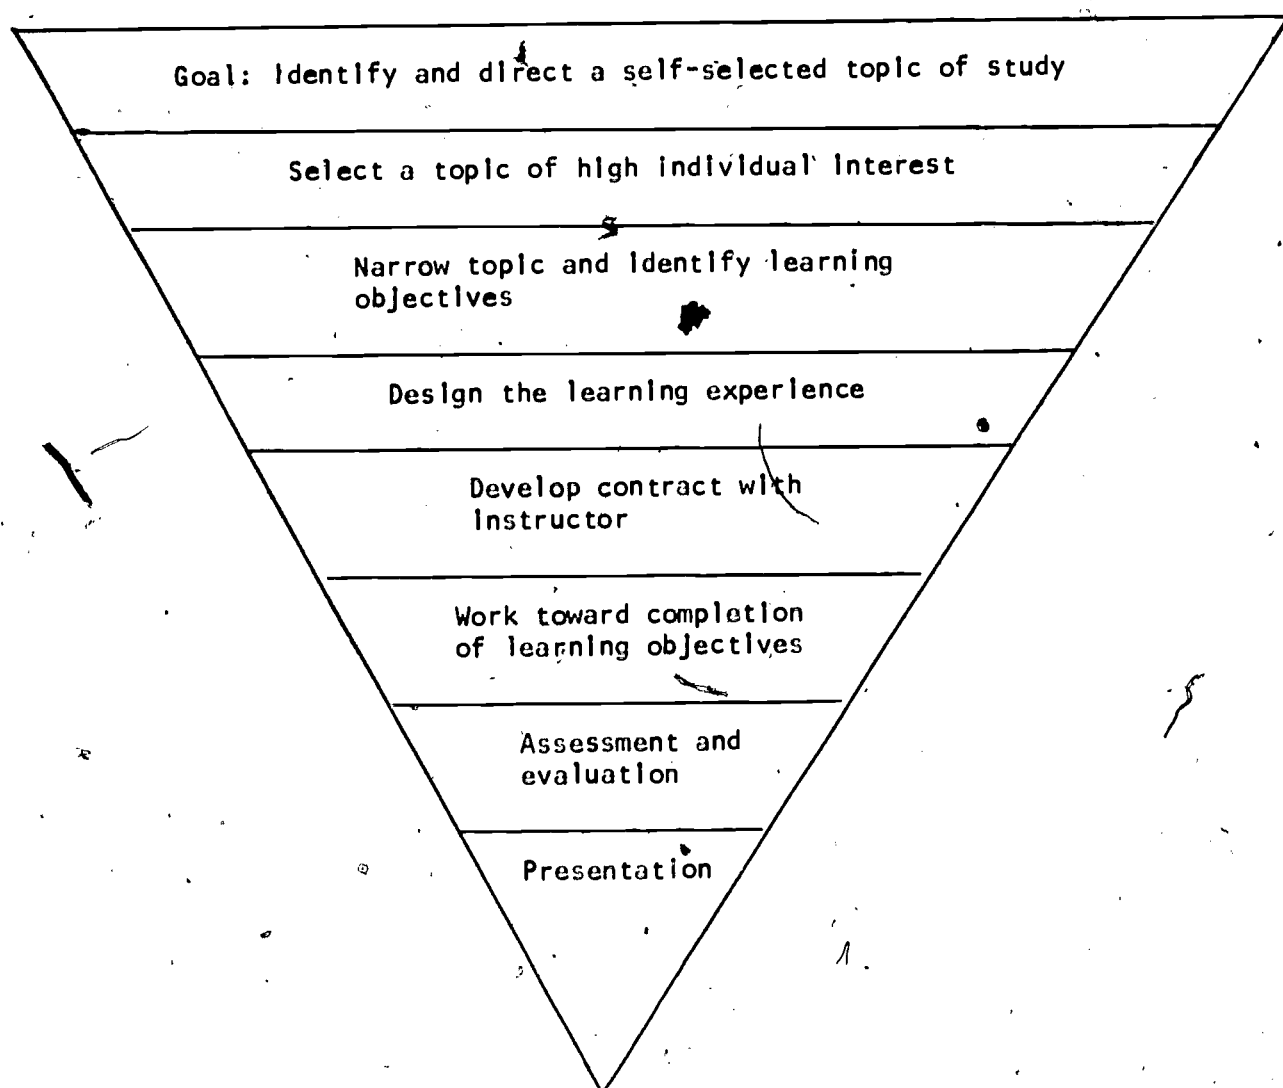 Goal: Identify and direct a self-selected topic of study
Select a topic of high individual interest
Narrow topic and identify learning
objectives
Design the learning experience
Develop contract with
instructor
Work toward completion
of learning objectives
Assessment and
evaluation
Presentation